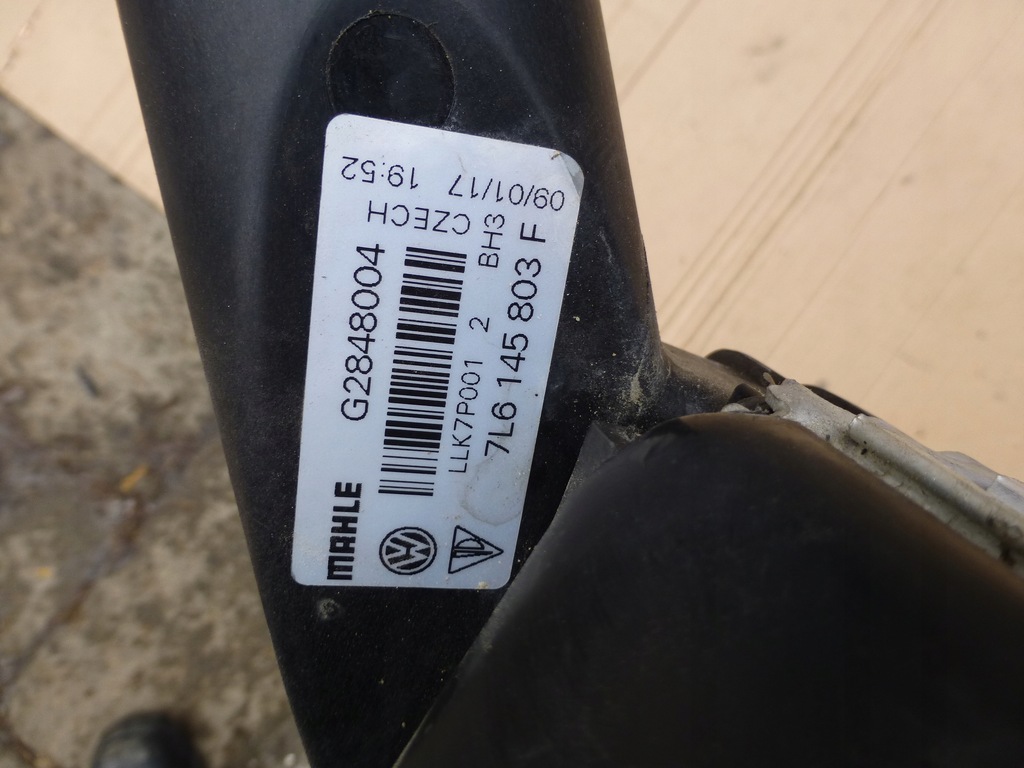 MAHLE G2848004
CZECH
19:52
09/01/17
LLK7P001 2 BH3
7L6 145 803 F